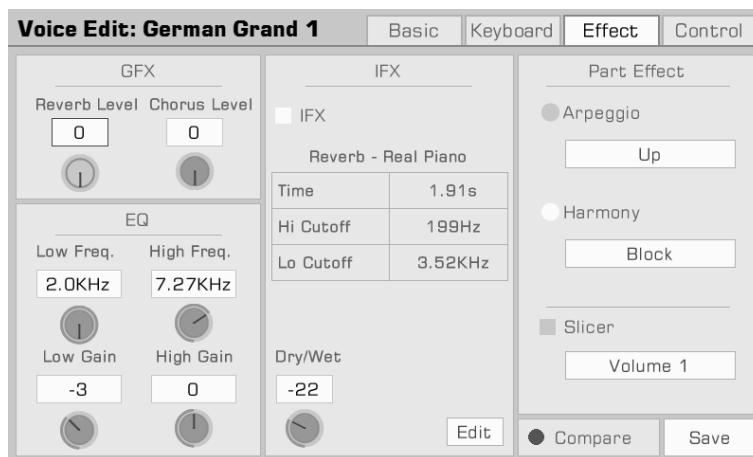 Voice Edit: German Grand 1
Basic
Keyboard
Effect
Control
GFX
Reverb Level
Chorus Level
0
0
EQ
Low Freq.
High Freq.
2.0KHz
7.27KHz
Low Gain
High Gain
-3
0
IFX
IFX
Reverb - Real Piano
Time 1.91s
Hi Cutoff 199Hz
Lo Cutoff 3.52KHz
Dry/Wet
-22
Edit
Part Effect
Arpeggio
Up
Harmony
Block
Slicer
Volume 1
Compare
Save